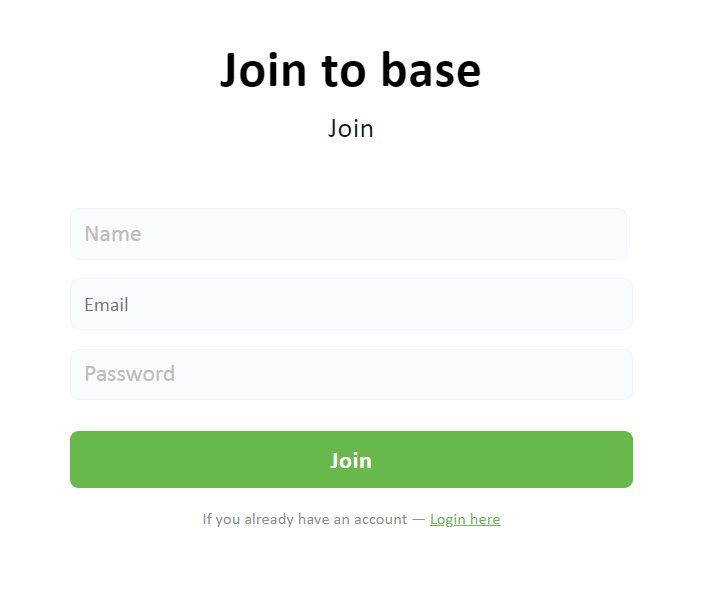 Join to base
Join
Name
Email
Password
Join
If you already have an account — Login here